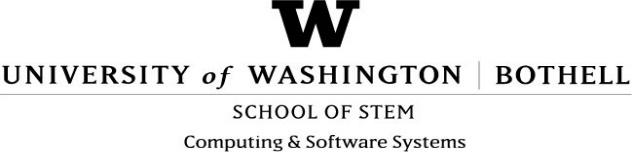 W
UNIVERSITY of WASHINGTON | BOTHELL
SCHOOL OF STEM
Computing & Software Systems